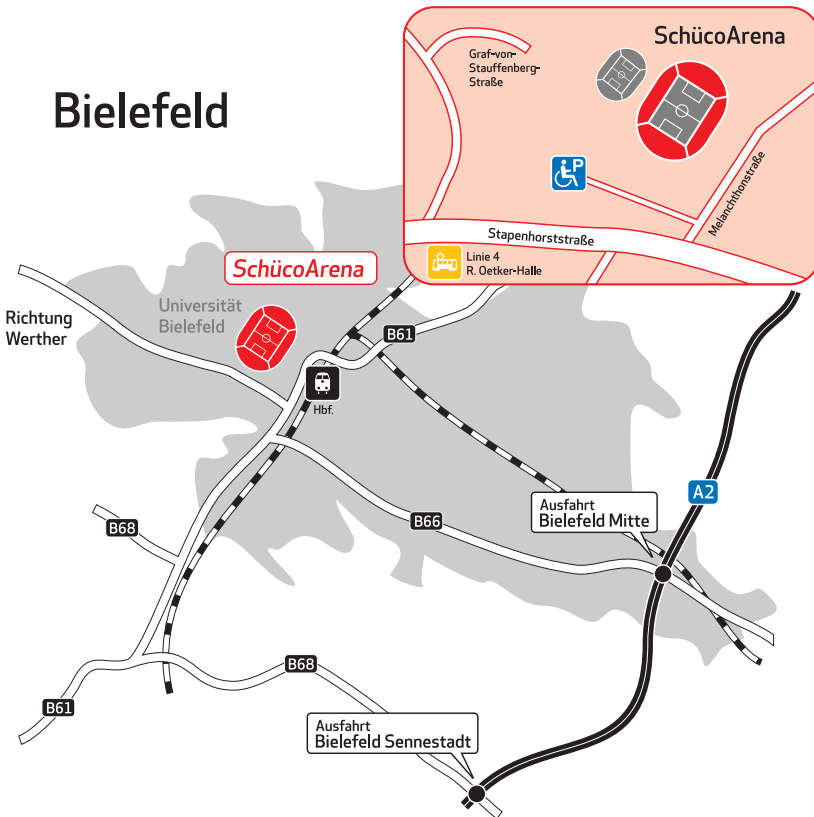 Bielefeld
SchücoArena
Graf-von-
Stauffenberg-
Straße
P
Melanchthonstraße
Stapenhorststraße
Linie 4
R. Oetker-Halle
SchücoArena
Universität
Bielefeld
Richtung
Werther
B61
Hbf.
A2
Ausfahrt
Bielefeld Mitte
B66
B68
B68
B61
Ausfahrt
Bielefeld Sennestadt